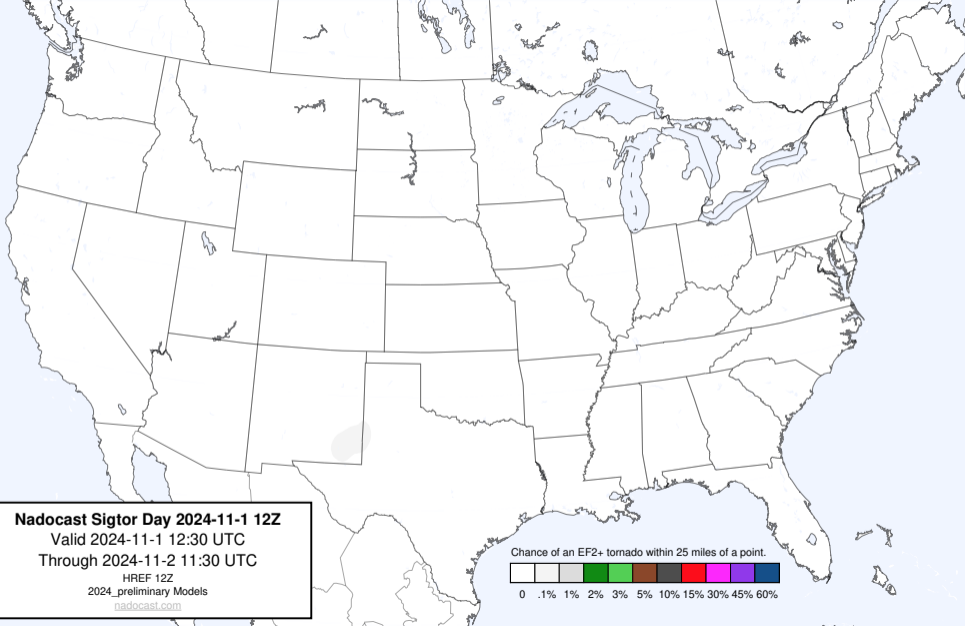 Nadocast Sigtor Day 2024-11-1 12Z
Valid 2024-11-1 12:30 UTC
Through 2024-11-2 11:30 UTC
HREF 12Z
2024_preliminary Models
nadocast.com
Chance of an EF2+ tornado within 25 miles of a point.
0 .1% 1% 2% 3% 5% 10% 15% 30% 45% 60%